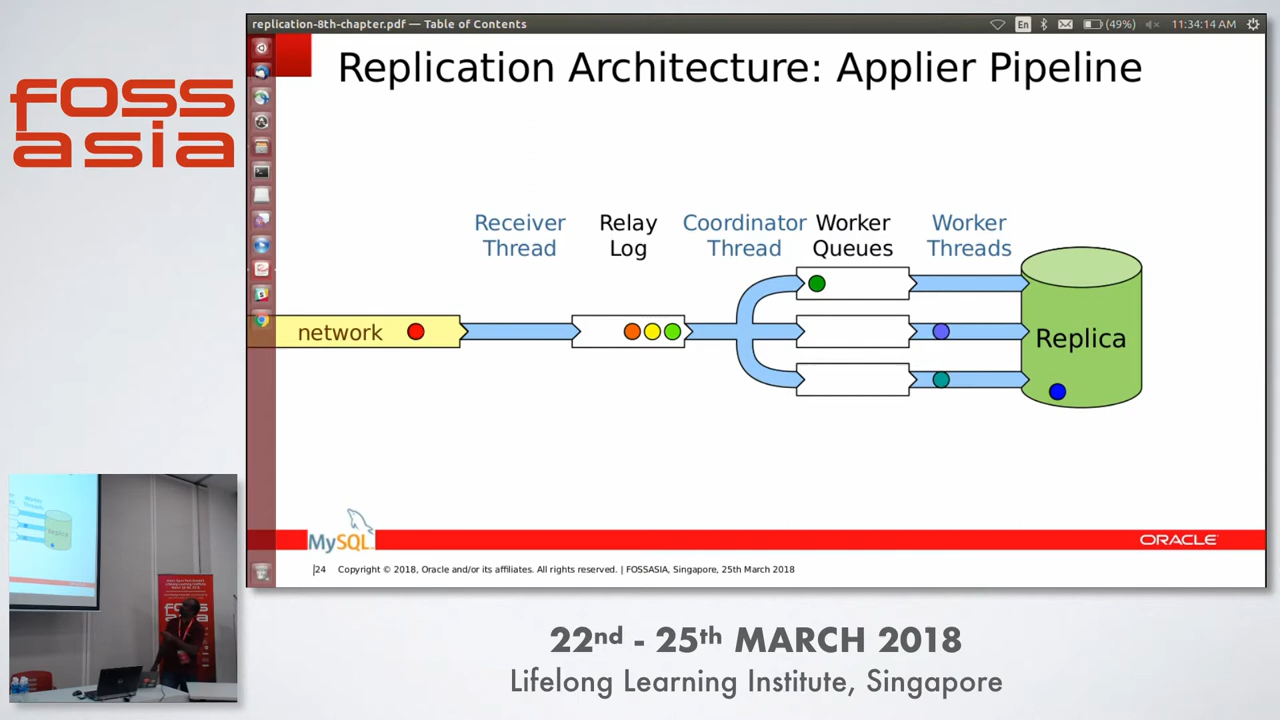 replication-8th-chapter.pdf — Table of Contents
En
(49%)
11:34:14 AM
foss
asia
Replication Architecture: Applier Pipeline
Receiver
Thread
Relay
Log
Coordinator
Thread
Worker
Queues
Worker
Threads
network
Replica
MySQL
ORACLE
24 Copyright © 2018, Oracle and/or its affiliates. All rights reserved. | FOSSASIA, Singapore, 25th March 2018
Replica
22nd - 25th MARCH 2018
Lifelong Learning Institute, Singapore